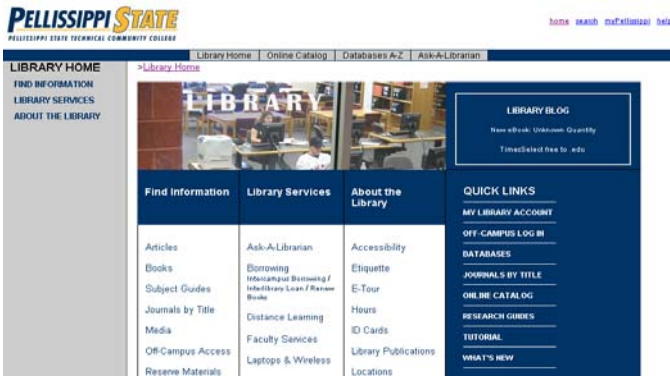 PELLISSIPPI STATE
PELLISSIPPI STATE TECHNICAL COMMUNITY COLLEGE
home search myPellissippi help
Library Home | Online Catalog | Databases A-Z | Ask-A-Librarian
LIBRARY HOME
FIND INFORMATION
LIBRARY SERVICES
ABOUT THE LIBRARY
>Library Home
LIBRARY
LIBRARY BLOG
New eBook: Unknown Quantity
TimesSelect free to .edu
Find Information
Articles
Books
Subject Guides
Journals by Title
Media
Off-Campus Access
Reserve Materials
Library Services
Ask-A-Librarian
Borrowing
Intercampus Borrowing /
Interlibrary Loan / Renew
Books
Distance Learning
Faculty Services
Laptops & Wireless
About the
Library
Accessibility
Etiquette
E-Tour
Hours
ID Cards
Library Publications
Locations
QUICK LINKS
MY LIBRARY ACCOUNT
OFF-CAMPUS LOG IN
DATABASES
JOURNALS BY TITLE
ONLINE CATALOG
RESEARCH GUIDES
TUTORIAL
WHAT'S NEW